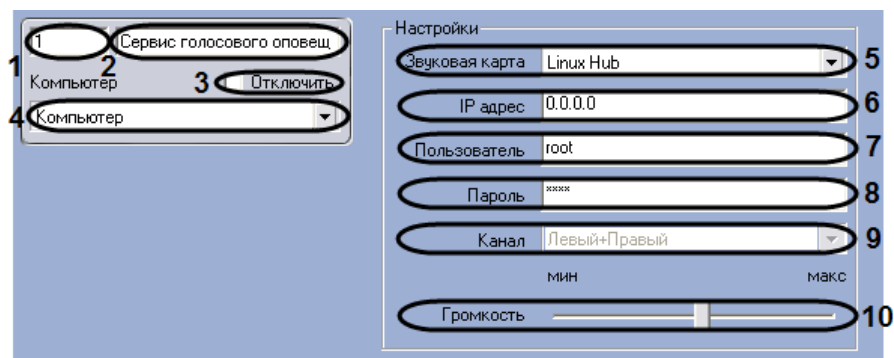 1 Сервис голосового оповещ
1 2
Компьютер 3 Отключить
4 Компьютер
Настройки
Звуковая карта Linux Hub 5
IP адрес 0.0.0.0 6
Пользователь root 7
Пароль **** 8
Канал Левый+Правый 9
мин макс
Громкость 10